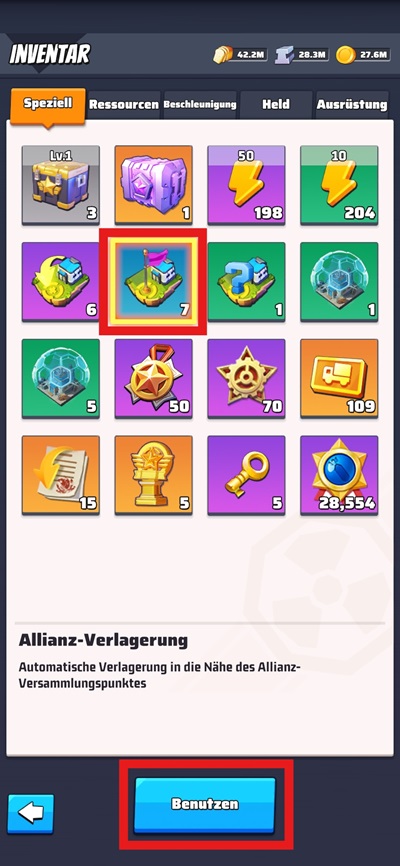 INVENTAR
42.2M
28.3M
27.6M
Speziell
Ressourcen
Beschleunigung
Held
Ausrüstung
Lv.1
3
1
50
198
10
204
6
7
1
1
5
50
70
109
15
5
5
28,554
Allianz-Verlagerung
Automatische Verlagerung in die Nähe des Allianz-
Versammlungspunktes
Benutzen